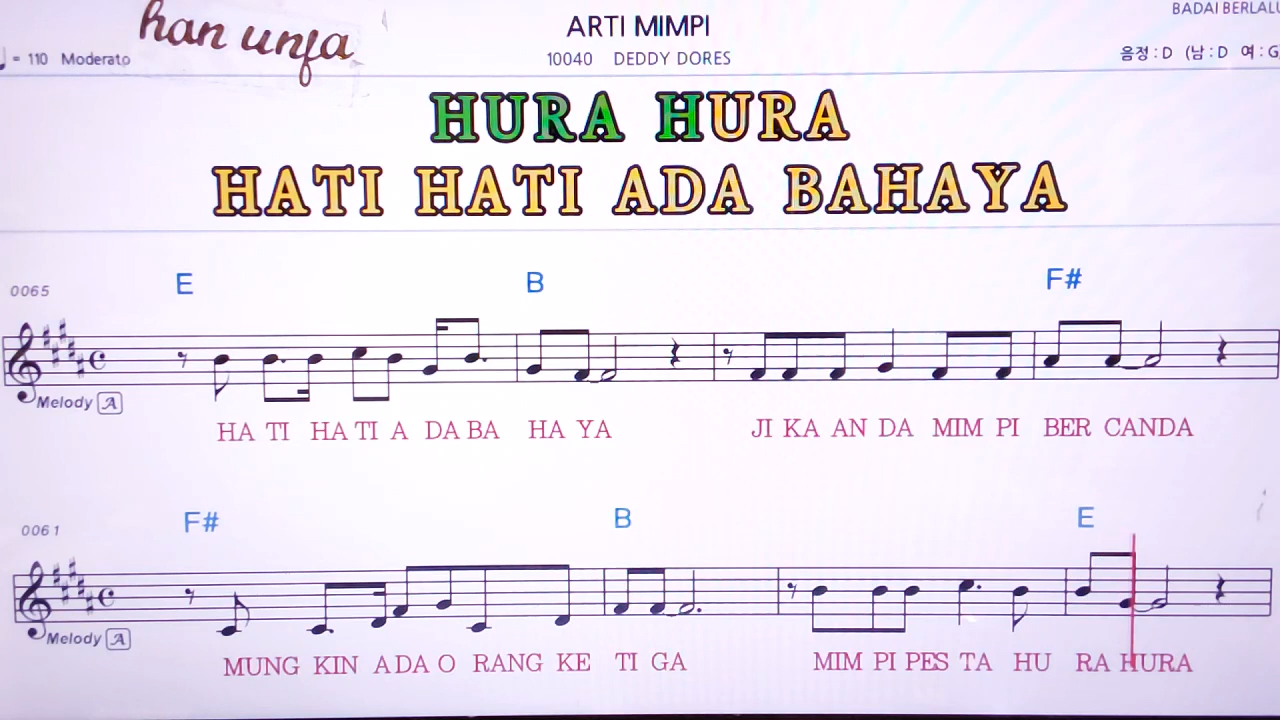 han unja
ARTI MIMPI
BADAI BERLALU
= 110 Moderato
10040 DEDDY DORES
음정 : D (남 : D 여 : G
HURA HURA
HATI HATI ADA BAHAYA
0065
E B F#
Melody A
HA TI HA TI A DA BA HA YA JI KA AN DA MIM PI BER CANDA
0061
F# B E
Melody A
MUNG KIN A DA O RANG KE TI GA MIM PI PES TA HU RA HURA